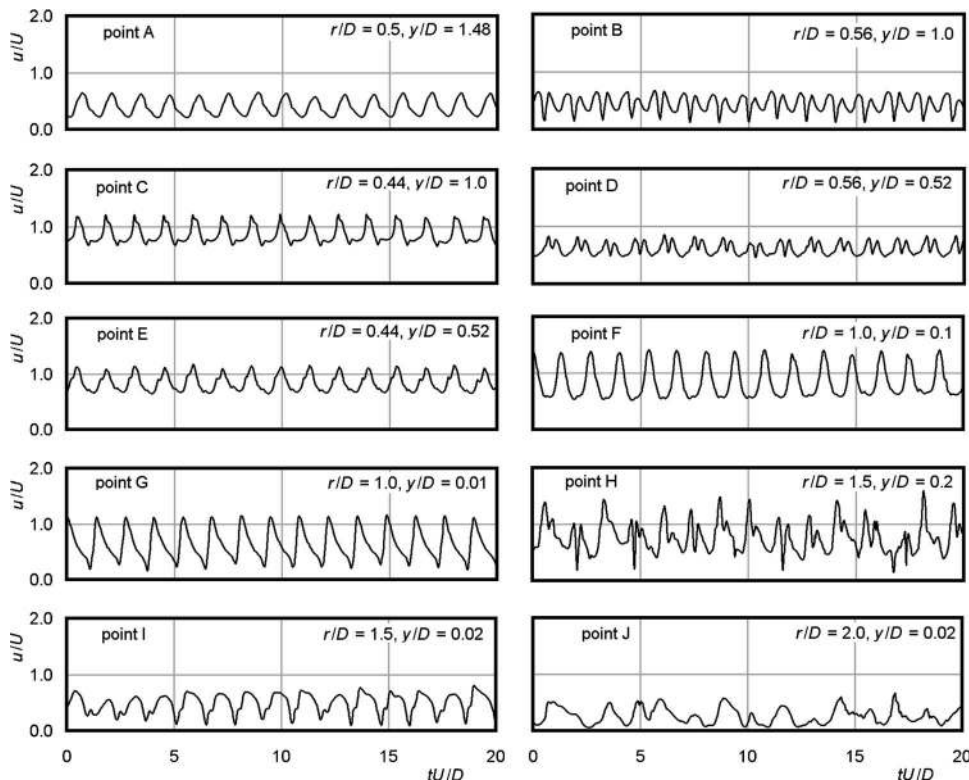 2.0
1.0
0.0
u/U
point A
r/D = 0.5, y/D = 1.48
point B
r/D = 0.56, y/D = 1.0
2.0
1.0
0.0
u/U
point C
r/D = 0.44, y/D = 1.0
point D
r/D = 0.56, y/D = 0.52
2.0
1.0
0.0
u/U
point E
r/D = 0.44, y/D = 0.52
point F
r/D = 1.0, y/D = 0.1
2.0
1.0
0.0
u/U
point G
r/D = 1.0, y/D = 0.01
point H
r/D = 1.5, y/D = 0.2
2.0
1.0
0.0
u/U
point I
r/D = 1.5, y/D = 0.02
point J
r/D = 2.0, y/D = 0.02
0 5 10 15 20
tU/D
0 5 10 15 20
tU/D